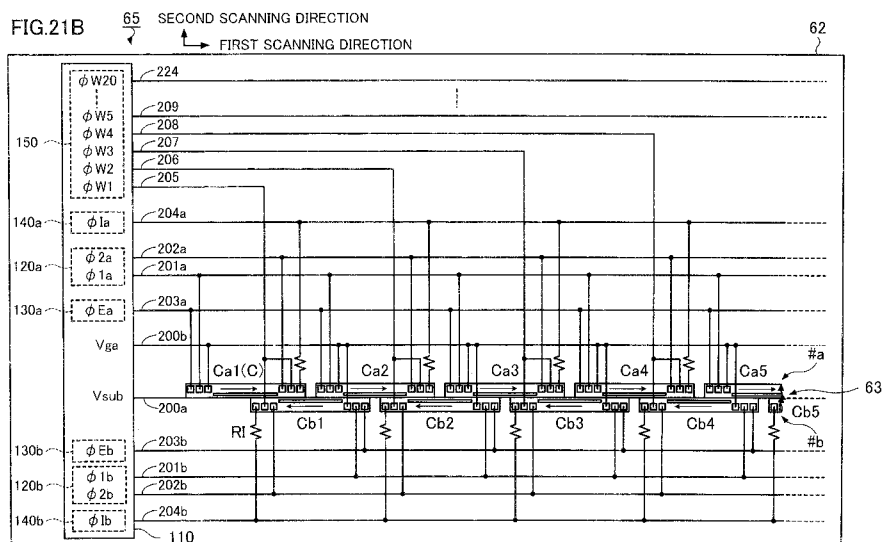 FIG.21B
65
SECOND SCANNING DIRECTION
FIRST SCANNING DIRECTION
62
φW20
224
φW5
209
φW4
208
150
φW3
207
φW2
206
φW1
205
140a
φIa
204a
120a
φ2a
202a
φ1a
201a
130a
φEa
203a
Vga
200b
Ca1(C)
Ca2
Ca3
Ca4
Ca5
#a
Vsub
200a
63
Cb1
Cb2
Cb3
Cb4
Cb5
#b
RI
130b
φEb
203b
120b
φ1b
201b
φ2b
202b
140b
φIb
204b
110